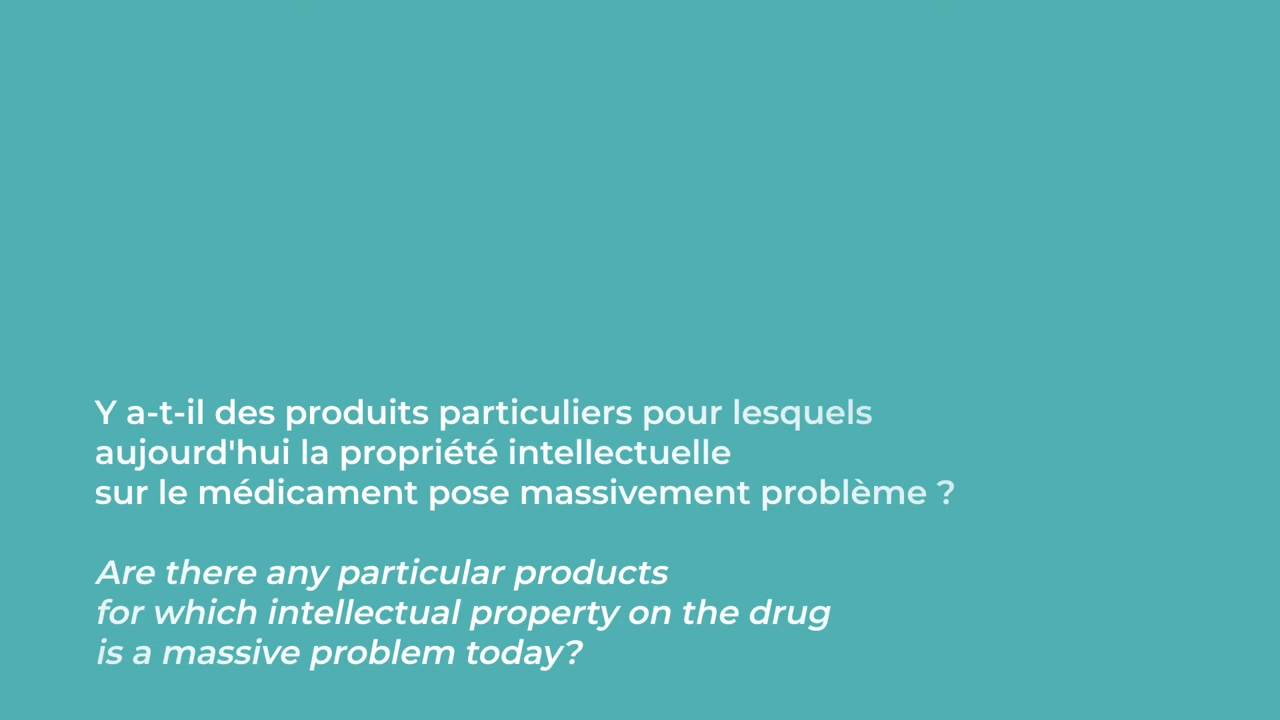 Y a-t-il des produits particuliers pour lesquels
aujourd'hui la propriété intellectuelle
sur le médicament pose massivement problème ?
Are there any particular products
for which intellectual property on the drug
is a massive problem today?